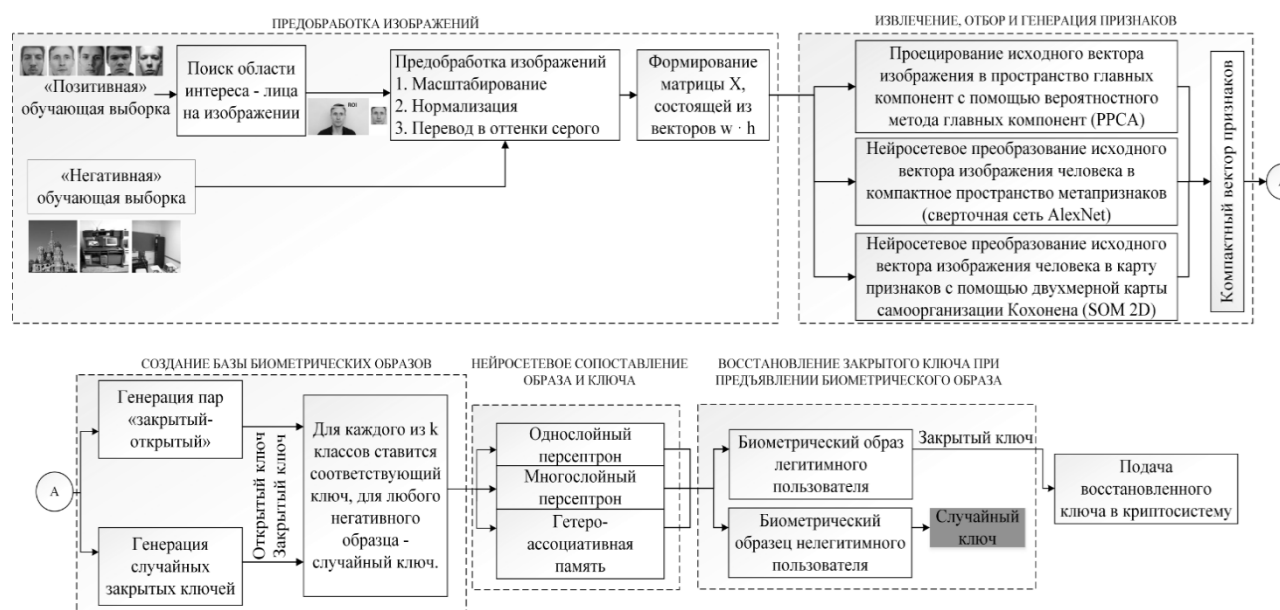 ПРЕДОБРАБОТКА ИЗОБРАЖЕНИЙ
«Позитивная»
обучающая выборка
Поиск области
интереса - лица
на изображении
ROI
Предобработка изображений
1. Масштабирование
2. Нормализация
3. Перевод в оттенки серого
Формирование
матрицы X,
состоящей из
векторов w · h
«Негативная»
обучающая выборка
ИЗВЛЕЧЕНИЕ, ОТБОР И ГЕНЕРАЦИЯ ПРИЗНАКОВ
Проецирование исходного вектора
изображения в пространство главных
компонент с помощью вероятностного
метода главных компонент (PPCA)
Нейросетевое преобразование исходного
вектора изображения человека в
компактное пространство метапризнаков
(сверточная сеть AlexNet)
Нейросетевое преобразование исходного
вектора изображения человека в карту
признаков с помощью двухмерной карты
самоорганизации Кохонена (SOM 2D)
Компактный вектор признаков
СОЗДАНИЕ БАЗЫ БИОМЕТРИЧЕСКИХ ОБРАЗОВ
А
Генерация пар
«закрытый-
открытый»
Генерация
случайных
закрытых ключей
Открытый ключ
Закрытый ключ
Для каждого из k
классов ставится
соответствующий
ключ, для любого
негативного
образца -
случайный ключ.
НЕЙРОСЕТЕВОЕ СОПОСТАВЛЕНИЕ
ОБРАЗА И КЛЮЧА
Однослойный
персептрон
Многослойный
персептрон
Гетеро-
ассоциативная
память
ВОССТАНОВЛЕНИЕ ЗАКРЫТОГО КЛЮЧА ПРИ
ПРЕДЪЯВЛЕНИИ БИОМЕТРИЧЕСКОГО ОБРАЗА
Биометрический образ
легитимного
пользователя
Закрытый ключ
Биометрический
образец нелегитимного
пользователя
Случайный
ключ
Подача
восстановленного
ключа в криптосистему